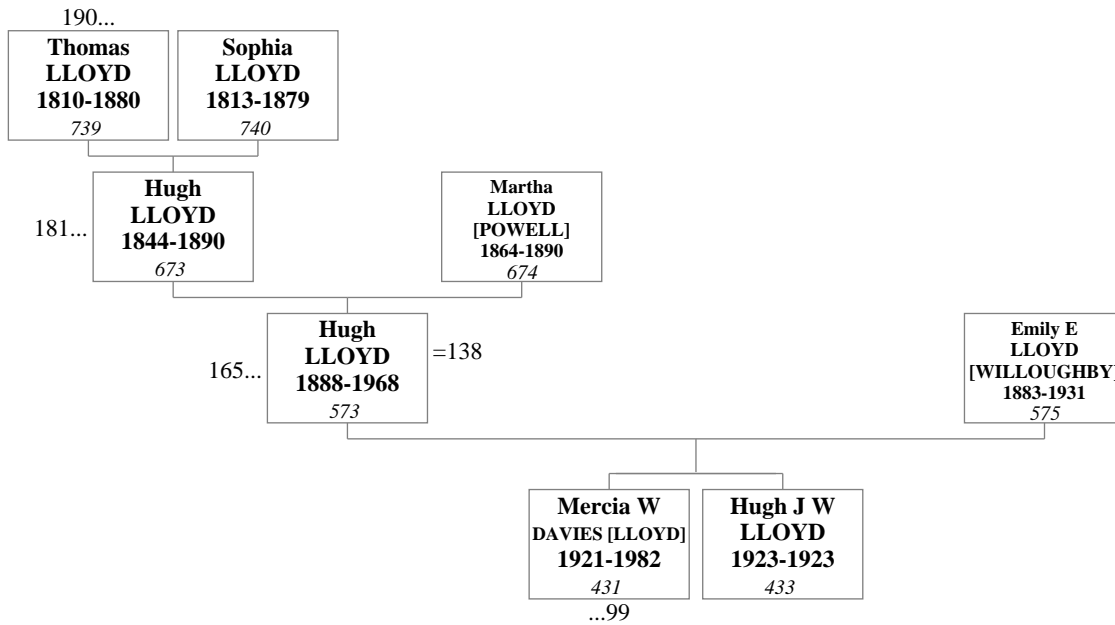 190...
Thomas
LLOYD
1810-1880
739
Sophia
LLOYD
1813-1879
740
181...
Hugh
LLOYD
1844-1890
673
Martha
LLOYD
[POWELL]
1864-1890
674
165...
Hugh
LLOYD
1888-1968
573
=138
Emily E
LLOYD
[WILLOUGHBY]
1883-1931
575
Mercia W
DAVIES [LLOYD]
1921-1982
431
...99
Hugh J W
LLOYD
1923-1923
433